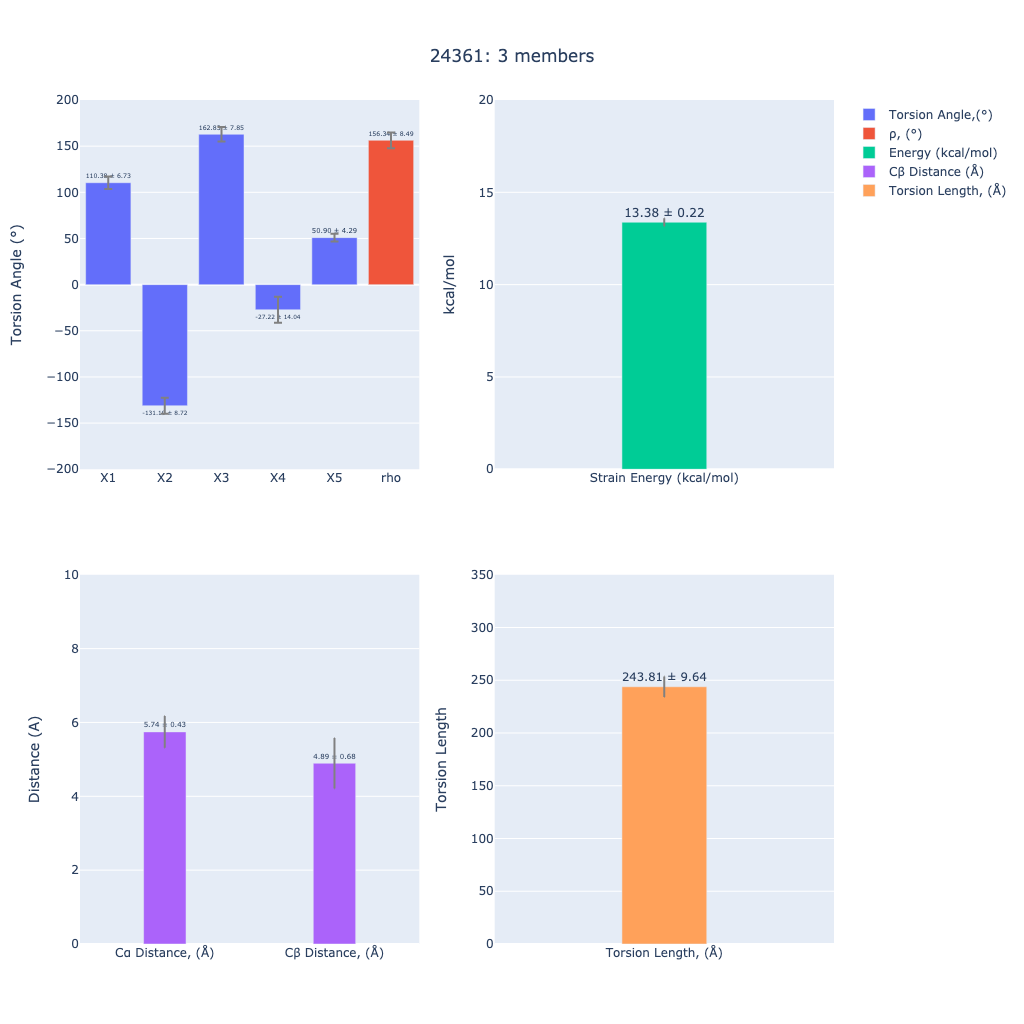 24361: 3 members
Torsion Angle (°)
200
150
100
50
0
−50
−100
−150
−200
162.85 ± 7.85
156.34 ± 8.49
± 6.73
50.90 ± 4.29
-27.22 ± 14.04
± 8.72
X1 X2 X3 X4 X5 rho
kcal/mol
20
15
10
5
0
13.38 ± 0.22
Strain Energy (kcal/mol)
Torsion Angle,(°)
ρ, (°)
Energy (kcal/mol)
Cβ Distance (Å)
Torsion Length, (Å)
Distance (A)
10
8
6
4
2
0
5.74 ± 0.43
4.89 ± 0.68
Cα Distance, (Å) Cβ Distance, (Å)
Torsion Length
350
300
250
200
150
100
50
0
243.81 ± 9.64
Torsion Length, (Å)